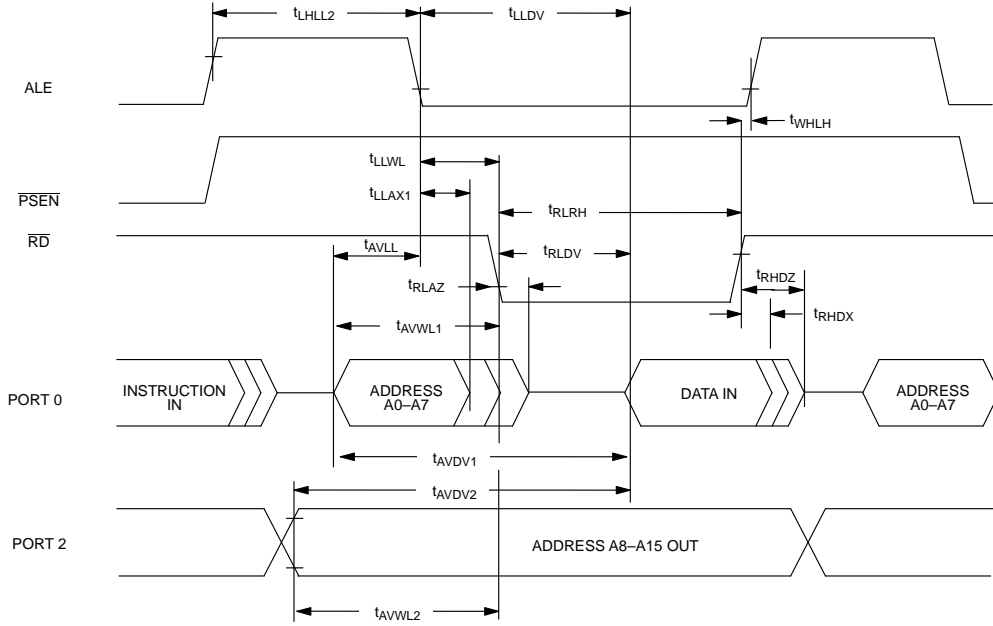 tLHLL2
tLLDV
ALE
tWHLH
tLLWL
PSEN
tLLAX1
tRLRH
RD
tAVLL
tRLDV
tRLAZ
tRHDZ
tAVWL1
tRHDX
PORT 0
INSTRUCTION
IN
ADDRESS
A0–A7
DATA IN
ADDRESS
A0–A7
tAVDV1
tAVDV2
PORT 2
ADDRESS A8–A15 OUT
tAVWL2